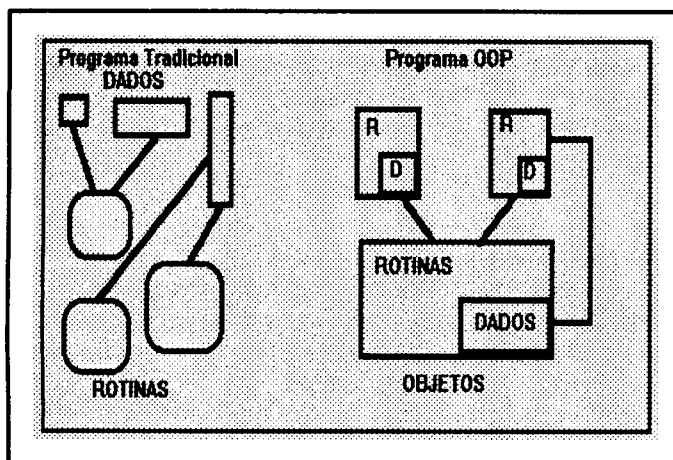 Programa Tradicional
DADOS
ROTINAS
Programa OOP
R
D
R
D
ROTINAS
DADOS
OBJETOS